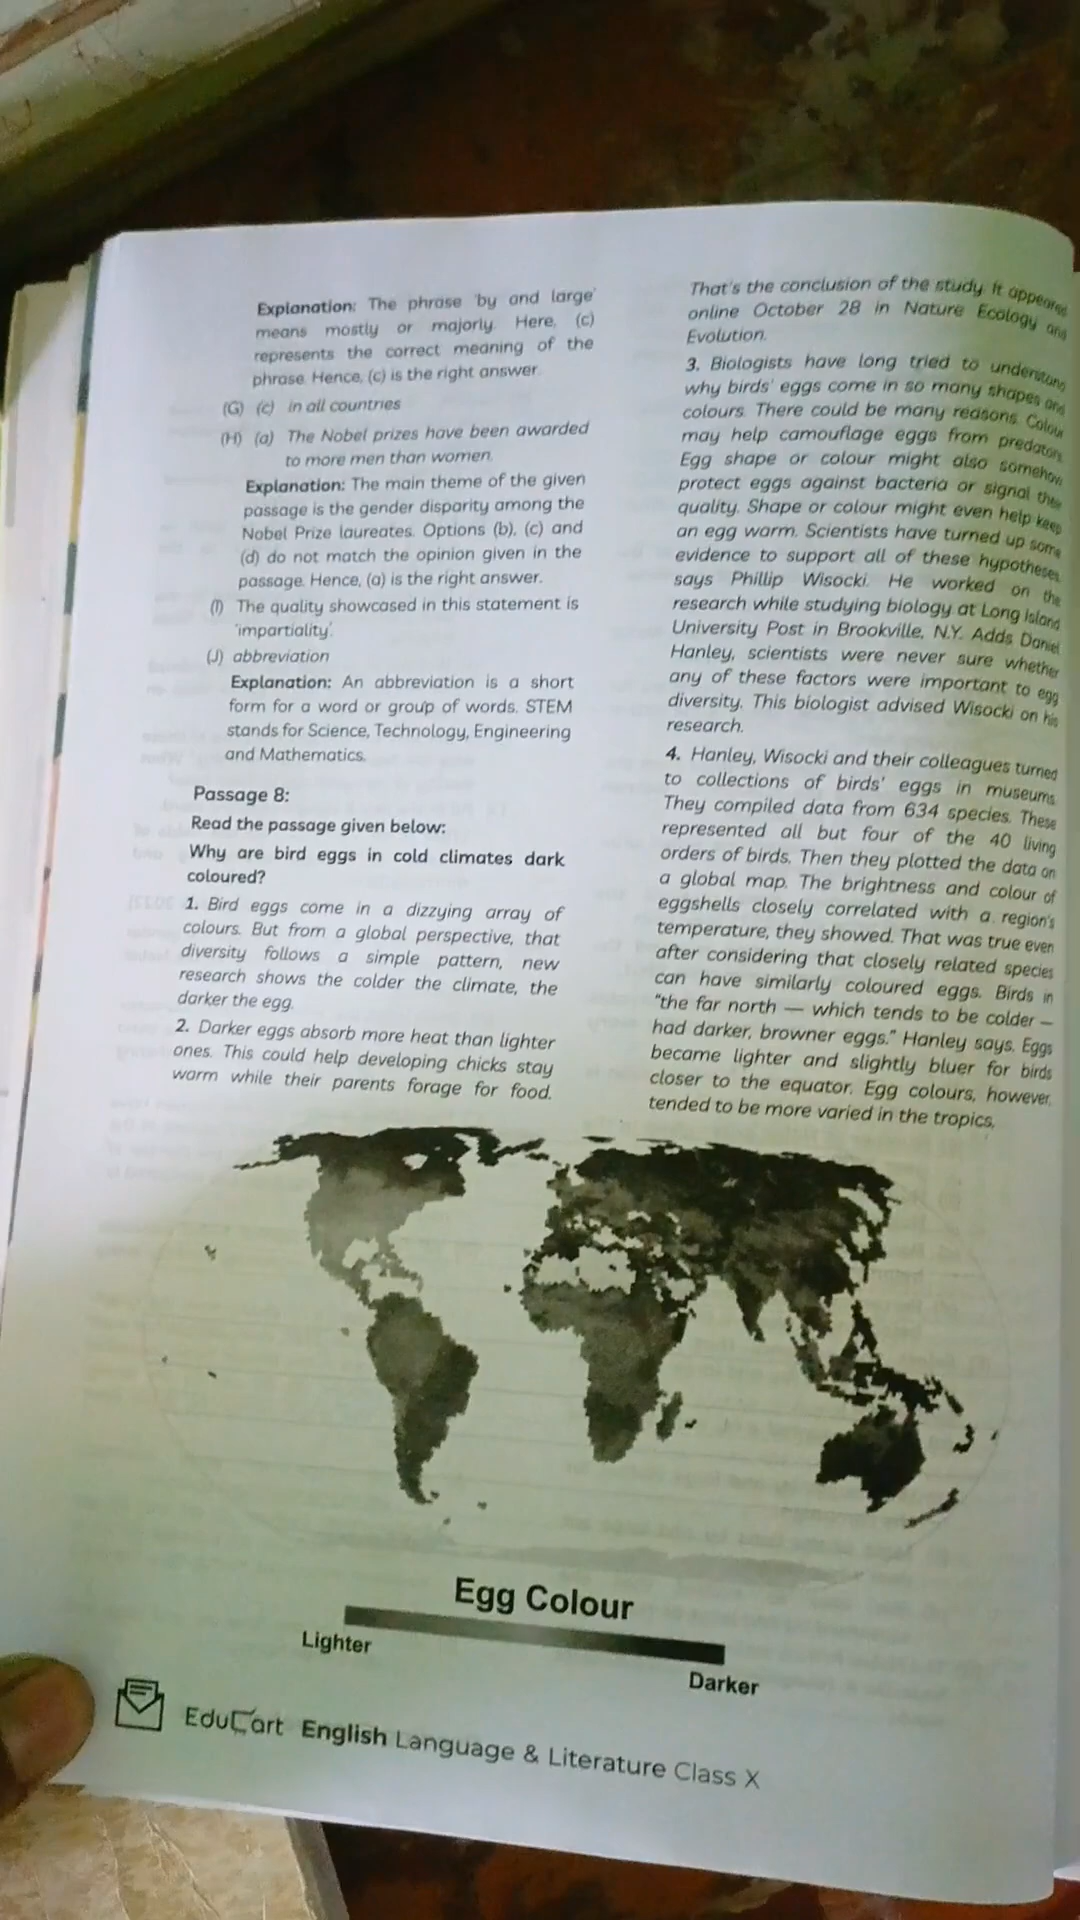 Explanation: The phrase 'by and large'
means mostly or majorly. Here, (c)
represents the correct meaning of the
phrase. Hence, (c) is the right answer.
(G) (c) in all countries
(H) (a) The Nobel prizes have been awarded
to more men than women.
Explanation: The main theme of the given
passage is the gender disparity among the
Nobel Prize laureates. Options (b), (c) and
(d) do not match the opinion given in the
passage. Hence, (a) is the right answer.
(I) The quality showcased in this statement is
'impartiality'.
(J) abbreviation
Explanation: An abbreviation is a short
form for a word or group of words. STEM
stands for Science, Technology, Engineering
and Mathematics.
Passage 8:
Read the passage given below:
Why are bird eggs in cold climates dark
coloured?
1. Bird eggs come in a dizzying array of
colours. But from a global perspective, that
diversity follows a simple pattern, new
research shows the colder the climate, the
darker the egg.
2. Darker eggs absorb more heat than lighter
ones. This could help developing chicks stay
warm while their parents forage for food.
That's the conclusion of the study. It appeared
online October 28 in Nature Ecology and
Evolution.
3. Biologists have long tried to understand
why birds' eggs come in so many shapes and
colours. There could be many reasons. Colour
may help camouflage eggs from predators.
Egg shape or colour might also somehow
protect eggs against bacteria or signal their
quality. Shape or colour might even help keep
an egg warm. Scientists have turned up some
evidence to support all of these hypotheses,
says Phillip Wisocki. He worked on the
research while studying biology at Long Island
University Post in Brookville, N.Y. Adds Daniel
Hanley, scientists were never sure whether
any of these factors were important to egg
diversity. This biologist advised Wisocki on his
research.
4. Hanley, Wisocki and their colleagues turned
to collections of birds' eggs in museums.
They compiled data from 634 species. These
represented all but four of the 40 living
orders of birds. Then they plotted the data on
a global map. The brightness and colour of
eggshells closely correlated with a region's
temperature, they showed. That was true even
after considering that closely related species
can have similarly coloured eggs. Birds in
"the far north — which tends to be colder —
had darker, browner eggs." Hanley says. Eggs
became lighter and slightly bluer for birds
closer to the equator. Egg colours, however,
tended to be more varied in the tropics.
Egg Colour
Lighter
Darker
EduCart English Language & Literature Class X